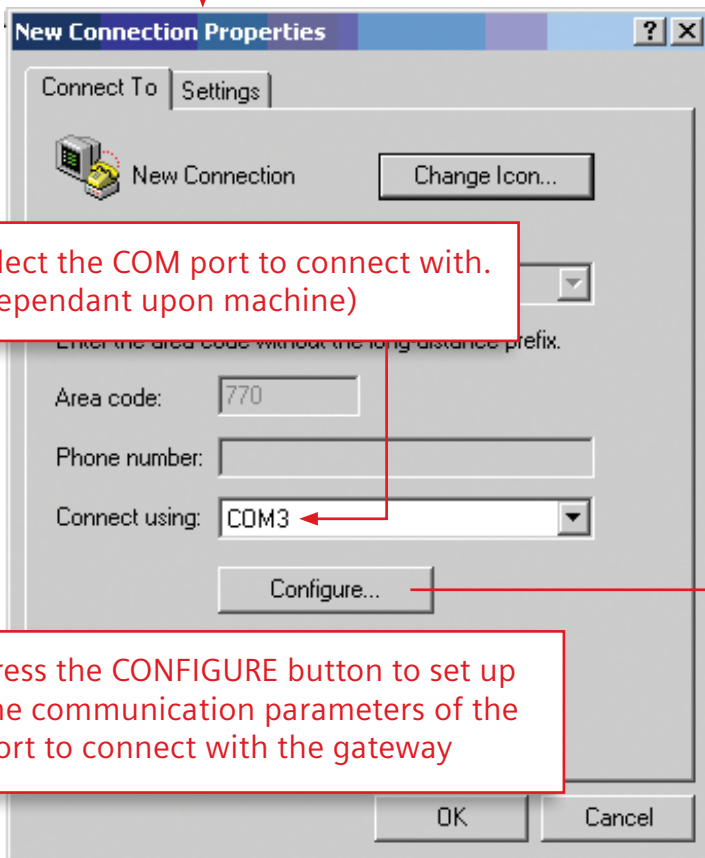 New Connection Properties
Connect To
Settings
New Connection
Change Icon...
lect the COM port to connect with.
ependant upon machine)
Enter the area code without the long-distance prefix.
Area code:
770
Phone number:
Connect using:
COM3
Configure...
ress the CONFIGURE button to set up
he communication parameters of the
ort to connect with the gateway
OK
Cancel